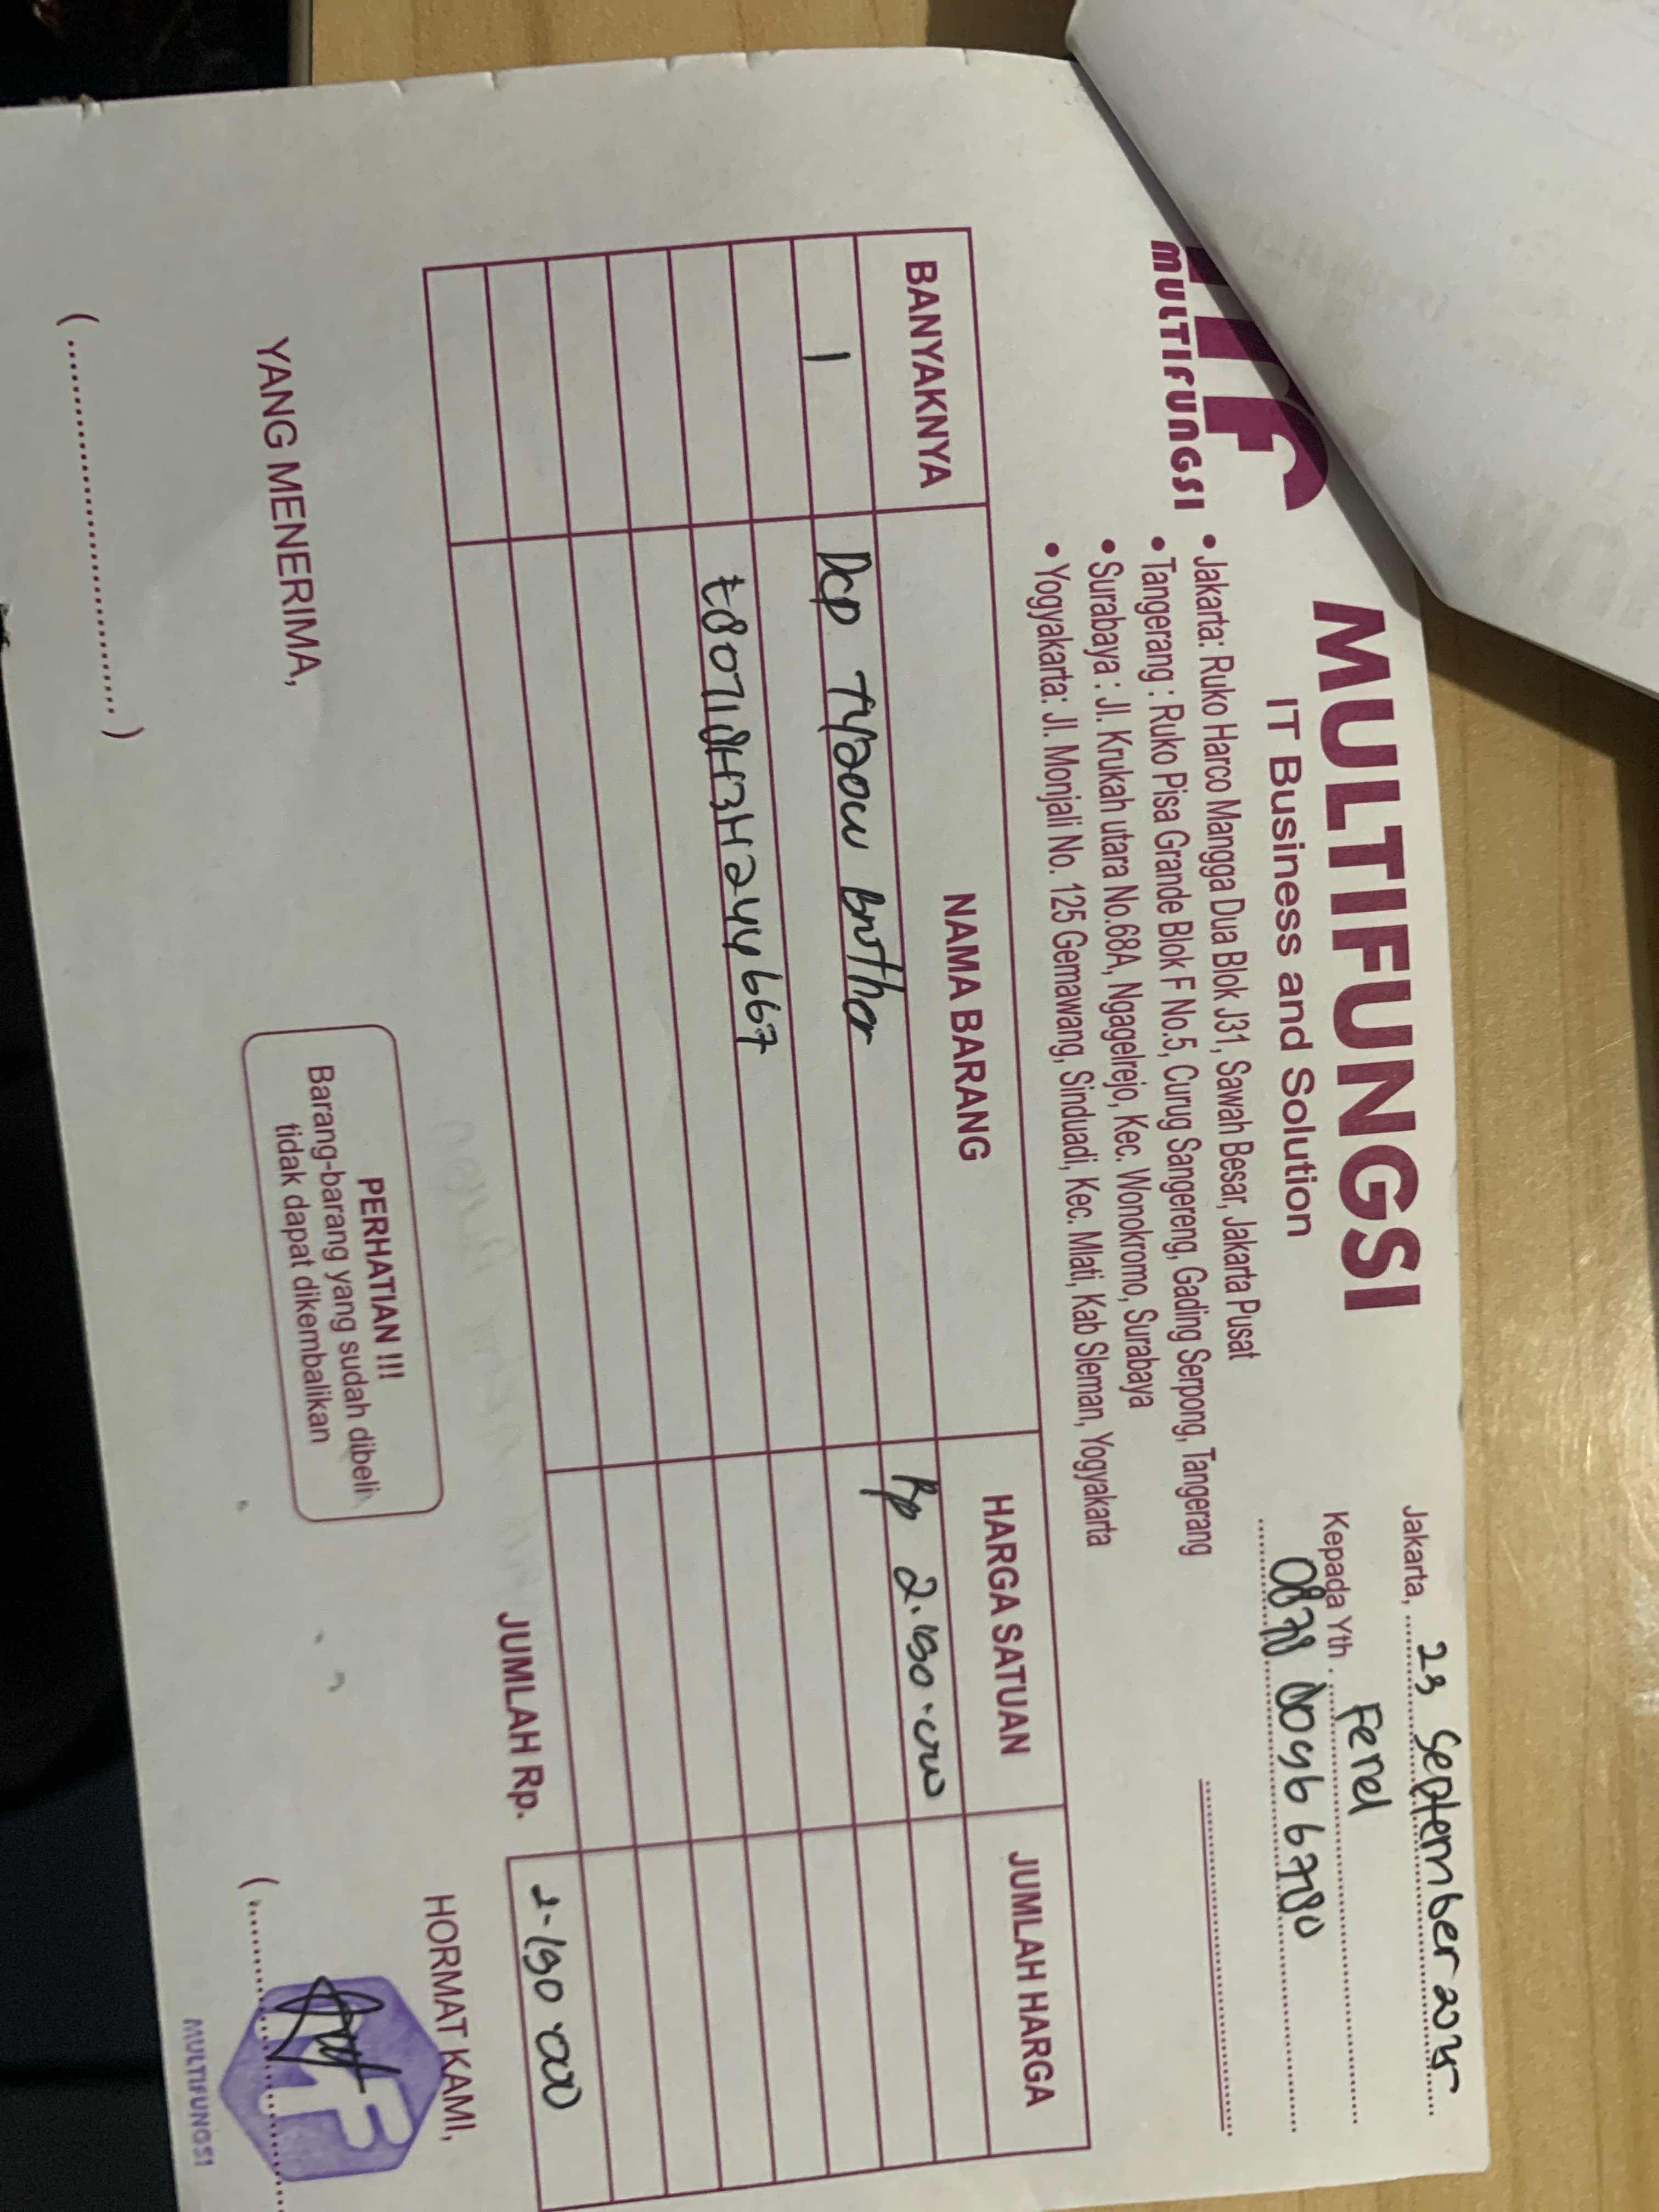 MULTIFUNGSI
MULTIFUNGSI
IT Business and Solution
• Jakarta: Ruko Harco Mangga Dua Blok J31, Sawah Besar, Jakarta Pusat
• Tangerang : Ruko Pisa Grande Blok F No.5, Curug Sangereng, Gading Serpong, Tangerang
• Surabaya : Jl. Krukah utara No.68A, Ngagelrejo, Kec. Wonokromo, Surabaya
• Yogyakarta: Jl. Monjali No. 125 Gemawang, Sinduadi, Kec. Mlati, Kab Sleman, Yogyakarta
Jakarta, 23 September 2025
Kepada Yth. Ferel
0878 0096 6780
BANYAKNYA NAMA BARANG HARGA SATUAN JUMLAH HARGA
1 Dcp Brother Rp 2.190.000
JUMLAH Rp. 2.190 000
YANG MENERIMA,
PERHATIAN !!!
Barang-barang yang sudah dibeli
tidak dapat dikembalikan
HORMAT KAMI,
MULTIFUNGSI